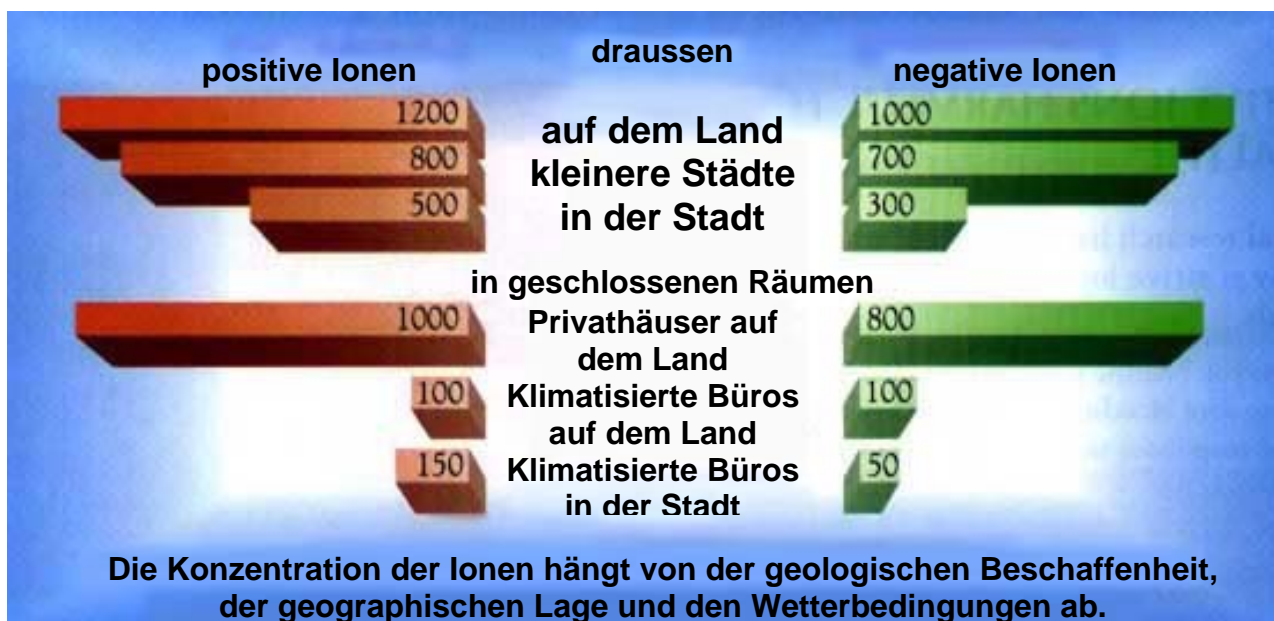 draussen
positive Ionen negative Ionen
1200 auf dem Land 1000
800 kleinere Städte 700
500 in der Stadt 300
in geschlossenen Räumen
1000 Privathäuser auf 800
dem Land
100 Klimatisierte Büros 100
auf dem Land
150 Klimatisierte Büros 50
in der Stadt
Die Konzentration der Ionen hängt von der geologischen Beschaffenheit,
der geographischen Lage und den Wetterbedingungen ab.